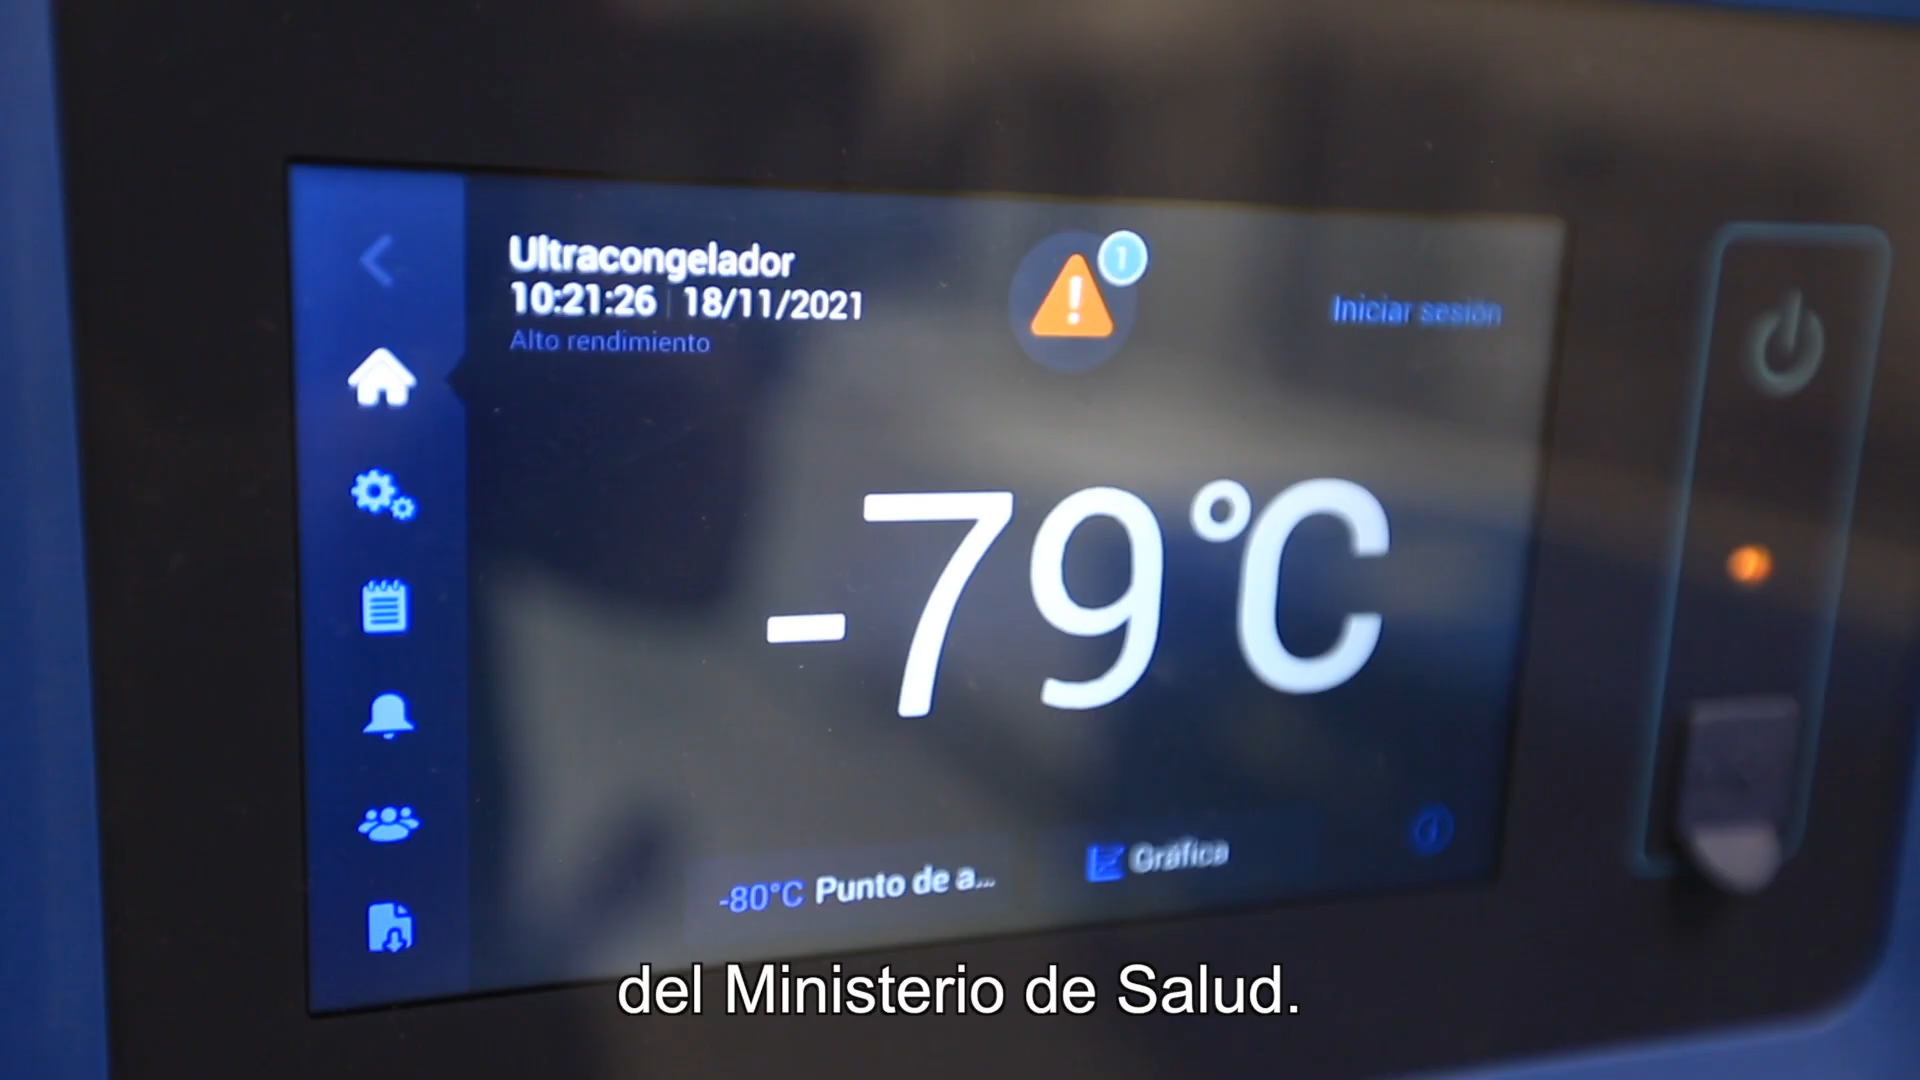 Ultracongelador
10:21:26 18/11/2021
Alto rendimiento
1
Iniciar sesión
-79°C
-80°C Punto de a...
Gráfica
del Ministerio de Salud.